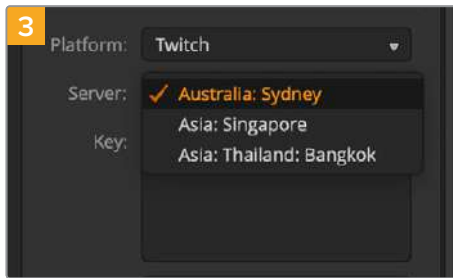 3
Platform: Twitch
Server: Australia: Sydney
Asia: Singapore
Key:
Asia: Thailand: Bangkok